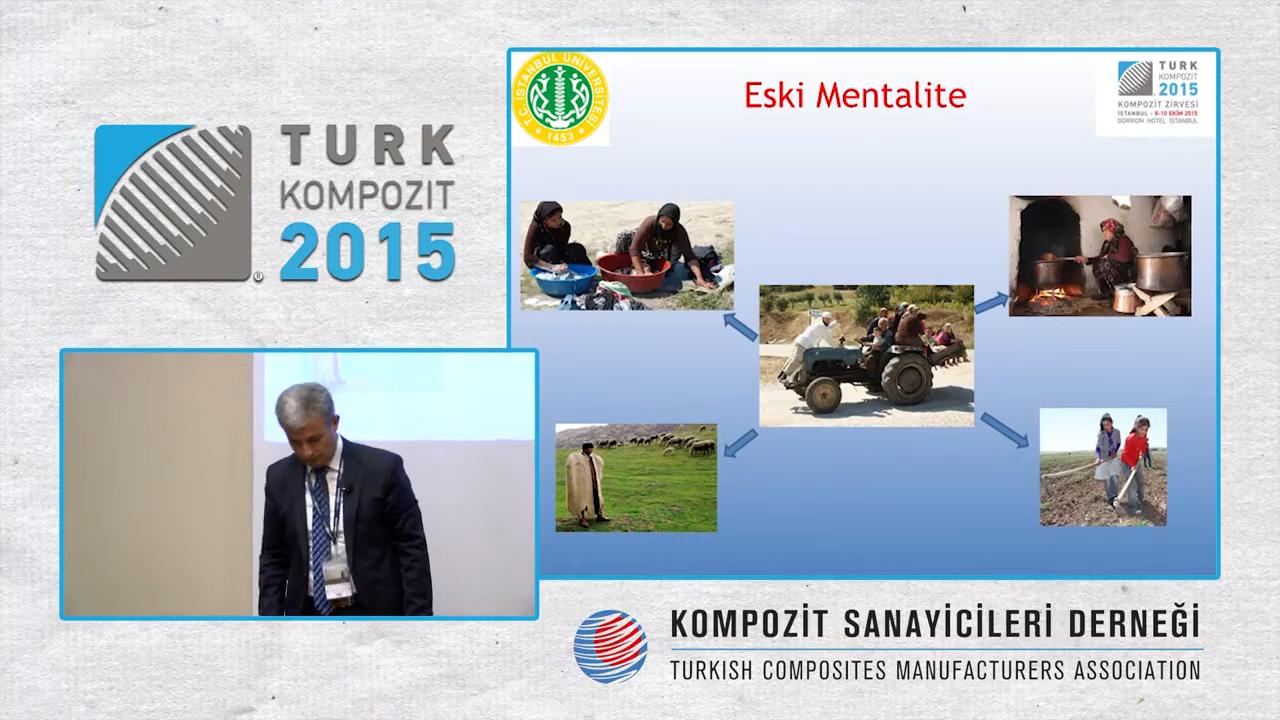 TURK
KOMPOZIT
2015
®
T.C. İSTANBUL ÜNİVERSİTESİ
1453
Eski Mentalite
TURK
KOMPOZIT
2015
KOMPOZİT ZİRVESİ
İSTANBUL - 8-10 EKİM 2015
GORRION HOTEL İSTANBUL
KOMPOZİT SANAYİCİLERİ DERNEĞİ
TURKISH COMPOSITES MANUFACTURERS ASSOCIATION